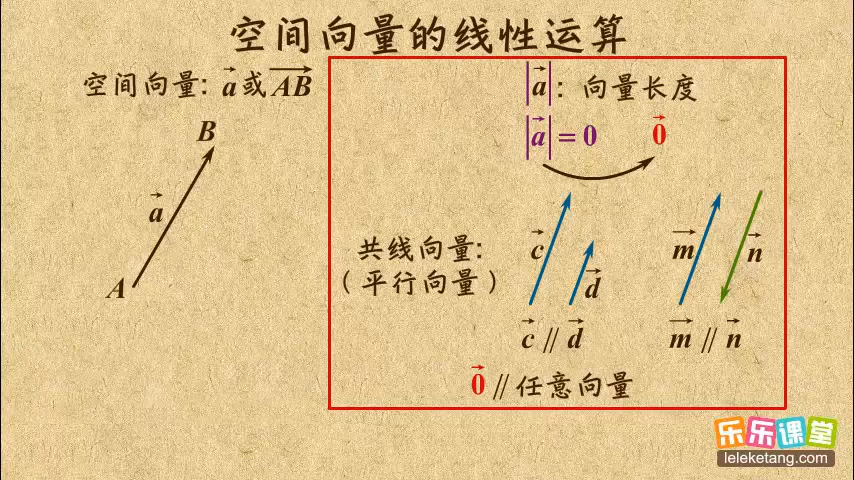 空间向量的线性运算
空间向量: a⃗或AB⃗
B
a⃗
A
|a⃗|: 向量长度
|a⃗|=0 0⃗
共线向量:
(平行向量)
c⃗ d⃗ m⃗ n⃗
c⃗ // d⃗ m⃗ // n⃗
0⃗ // 任意向量
乐乐课堂
leleketang.com